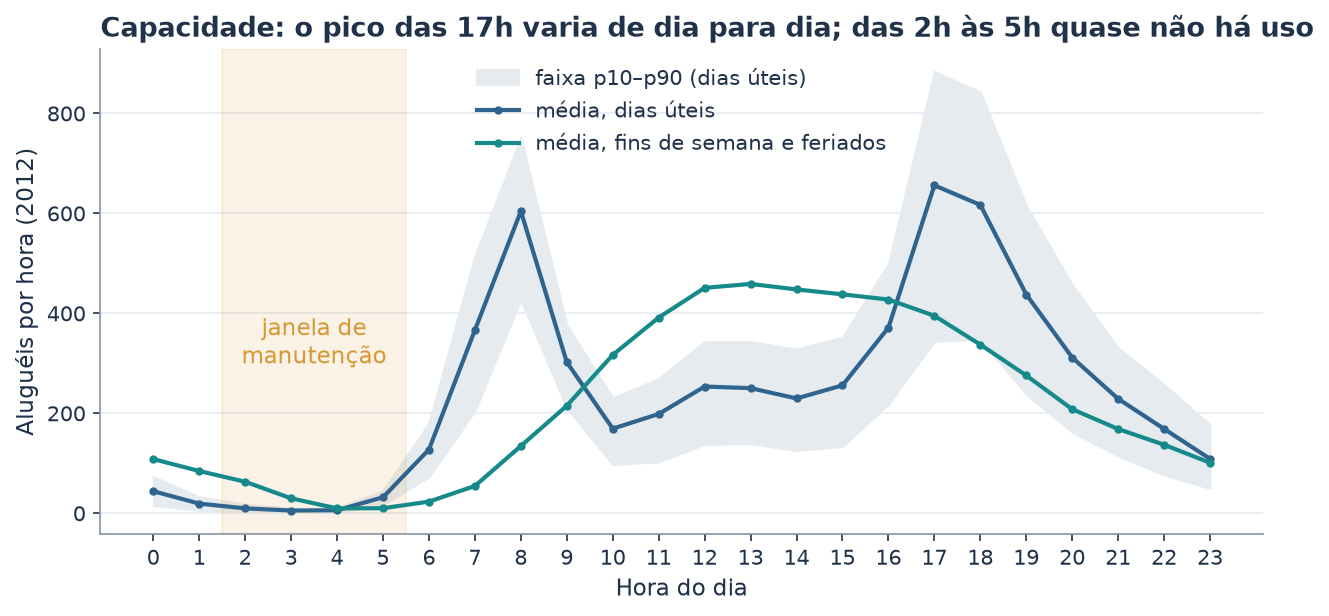 Capacidade: o pico das 17h varia de dia para dia; das 2h às 5h quase não há uso
faixa p10–p90 (dias úteis)
média, dias úteis
média, fins de semana e feriados
janela de
manutenção
Aluguéis por hora (2012)
800
600
400
200
0
0 1 2 3 4 5 6 7 8 9 10 11 12 13 14 15 16 17 18 19 20 21 22 23
Hora do dia